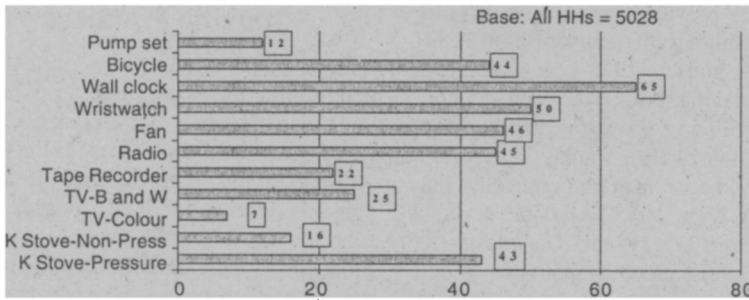 Base: All HHs = 5028
Pump set 12
Bicycle 44
Wall clock 65
Wristwatch 50
Fan 46
Radio 45
Tape Recorder 22
TV-B and W 25
TV-Colour 7
K Stove-Non-Press 16
K Stove-Pressure 43
0 20 40 60 80